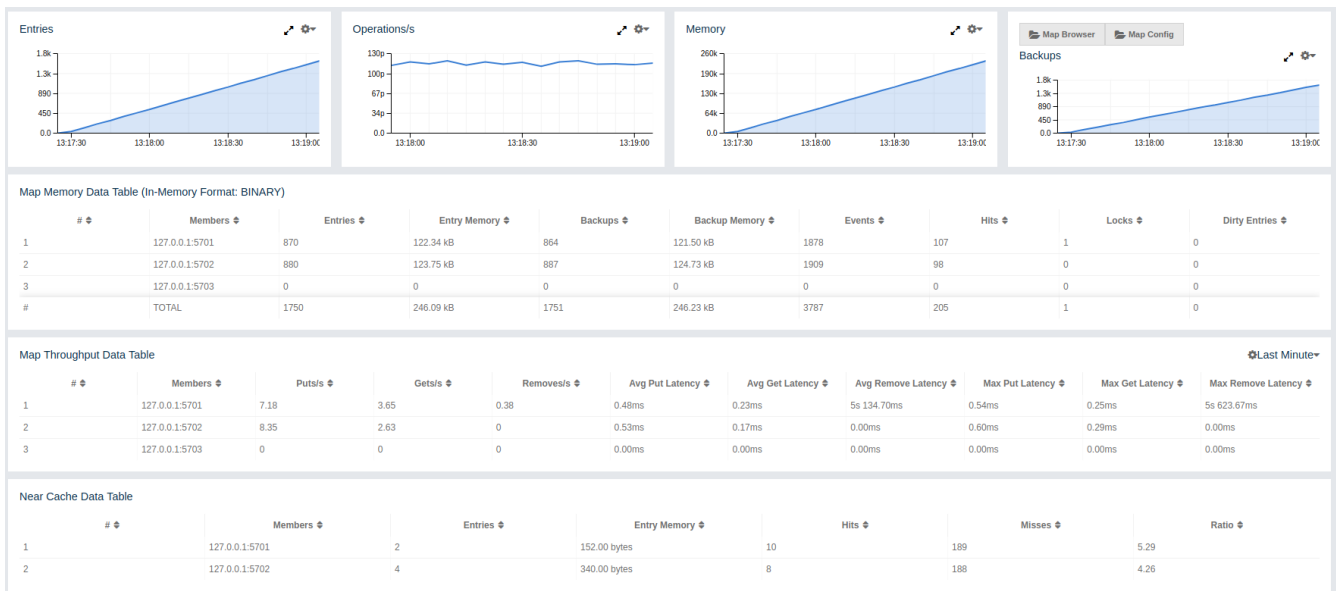 Entries
1.8k
1.3k
890
450
0.0
13:17:30 13:18:00 13:18:30 13:19:00
Operations/s
130p
100p
67p
34p
0.0
13:18:00 13:18:30 13:19:00
Memory
260k
190k
130k
64k
0.0
13:17:30 13:18:00 13:18:30 13:19:00
Map Browser Map Config
Backups
1.8k
1.3k
890
450
0.0
13:17:30 13:18:00 13:18:30 13:19:00
Map Memory Data Table (In-Memory Format: BINARY)
# Members Entries Entry Memory Backups Backup Memory Events Hits Locks Dirty Entries
1 127.0.0.1:5701 870 122.34 kB 864 121.50 kB 1878 107 1 0
2 127.0.0.1:5702 880 123.75 kB 887 124.73 kB 1909 98 0 0
3 127.0.0.1:5703 0 0 0 0 0 0 0 0
# TOTAL 1750 246.09 kB 1751 246.23 kB 3787 205 1 0
Map Throughput Data Table Last Minute
# Members Puts/s Gets/s Removes/s Avg Put Latency Avg Get Latency Avg Remove Latency Max Put Latency Max Get Latency Max Remove Latency
1 127.0.0.1:5701 7.18 3.65 0.38 0.48ms 0.23ms 5s 134.70ms 0.54ms 0.25ms 5s 623.67ms
2 127.0.0.1:5702 8.35 2.63 0 0.53ms 0.17ms 0.00ms 0.60ms 0.29ms 0.00ms
3 127.0.0.1:5703 0 0 0 0.00ms 0.00ms 0.00ms 0.00ms 0.00ms 0.00ms
Near Cache Data Table
# Members Entries Entry Memory Hits Misses Ratio
1 127.0.0.1:5701 2 152.00 bytes 10 189 5.29
2 127.0.0.1:5702 4 340.00 bytes 8 188 4.26